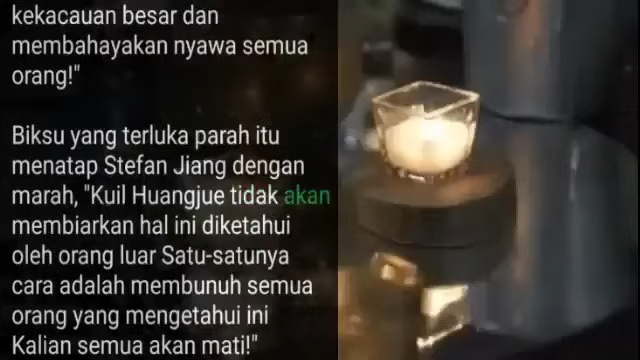 kekacauan besar dan
membahayakan nyawa semua
orang!"
Biksu yang terluka parah itu
menatap Stefan Jiang dengan
marah, "Kuil Huangjue tidak akan
membiarkan hal ini diketahui
oleh orang luar Satu-satunya
cara adalah membunuh semua
orang yang mengetahui ini
Kalian semua akan mati!"